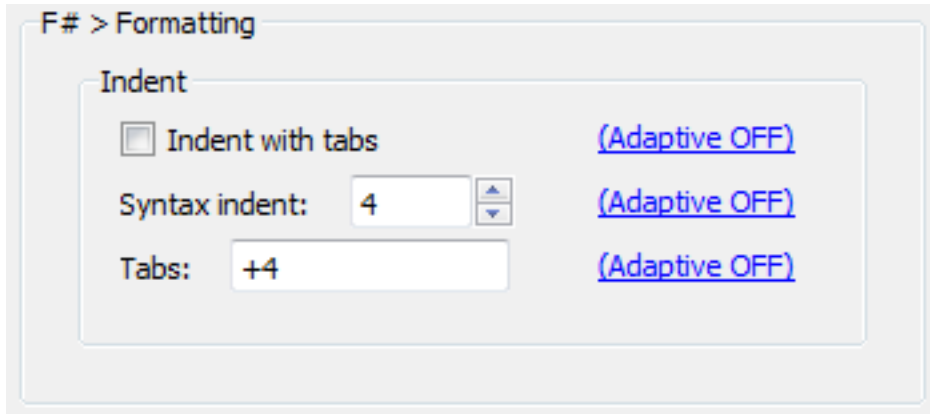 F# > Formatting
Indent
Indent with tabs (Adaptive OFF)
Syntax indent: 4 (Adaptive OFF)
Tabs: +4 (Adaptive OFF)